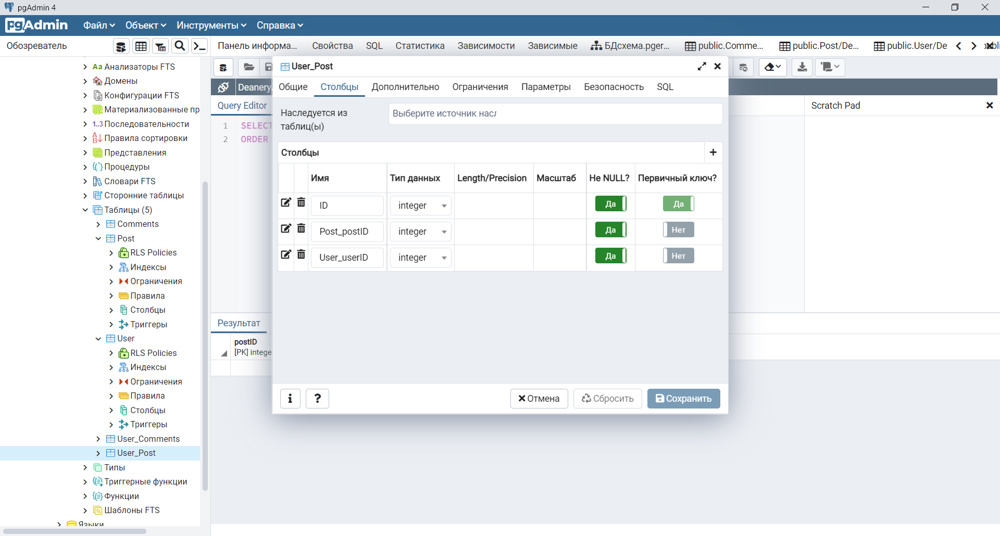 pgAdmin 4
pgAdmin
Файл
Объект
Инструменты
Справка
Обозреватель
Панель информа...
Свойства
SQL
Статистика
Зависимости
Зависимые
БДсхема.pger...
public.Comme...
public.Post/De...
public.User/De
Анализаторы FTS
Домены
Конфигурации FTS
Материализованные пр
1..3 Последовательности
Правила сортировки
Представления
Процедуры
Словари FTS
Сторонние таблицы
Таблицы (5)
Comments
Post
RLS Policies
Индексы
Ограничения
Правила
Столбцы
Триггеры
User
RLS Policies
Индексы
Ограничения
Правила
Столбцы
Триггеры
User_Comments
User_Post
Типы
Триггерные функции
Функции
Шаблоны FTS
Языки
Deanery
Query Editor
1 SELECT
2 ORDER
Scratch Pad
Результат
postID
[PK] intege
User_Post
Общие
Столбцы
Дополнительно
Ограничения
Параметры
Безопасность
SQL
Наследуется из
таблиц(ы)
Выберите источник насл
Столбцы
+
Имя
Тип данных
Length/Precision
Масштаб
Не NULL?
Первичный ключ?
ID integer Да Да
Post_postID integer Да Нет
User_userID integer Да Нет
i
?
Отмена
Сбросить
Сохранить